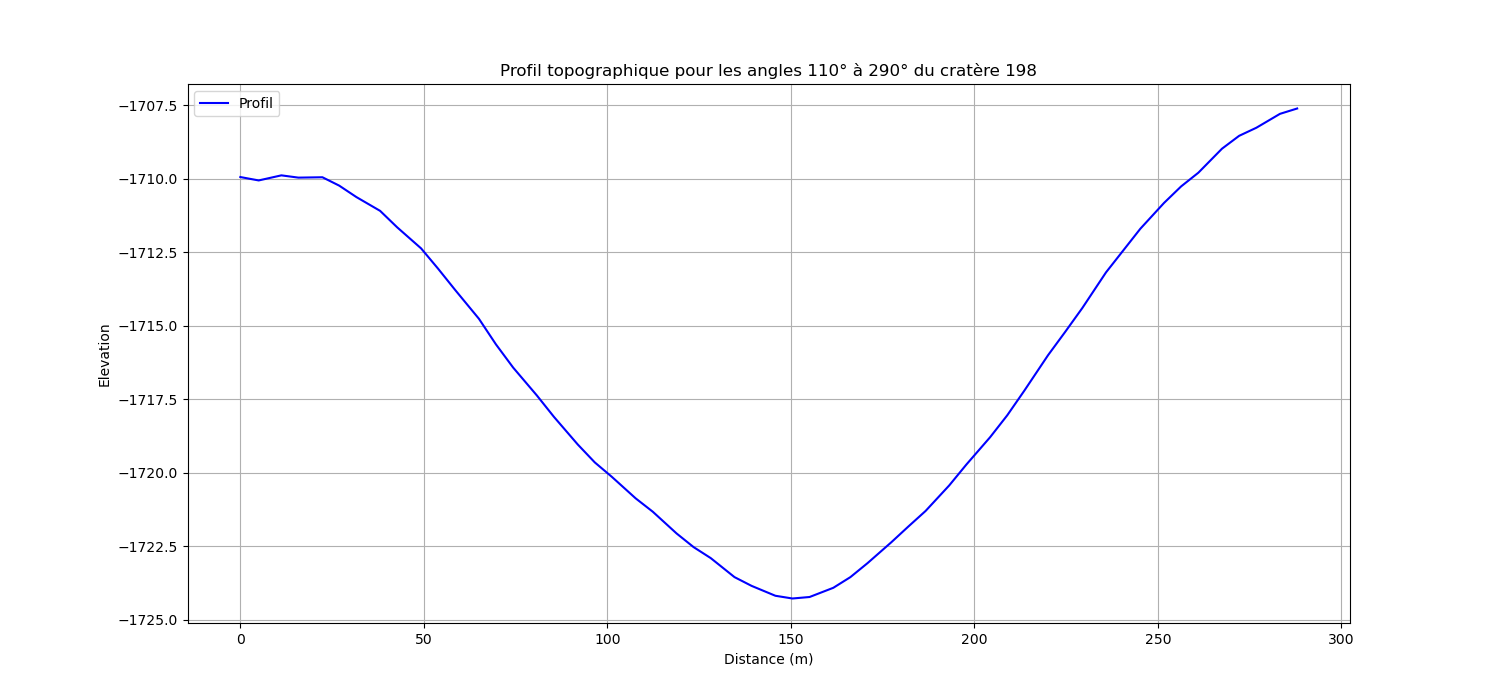 Profil topographique pour les angles 110° à 290° du cratère 198
Profil
−1707.5
−1710.0
−1712.5
−1715.0
−1717.5
−1720.0
−1722.5
−1725.0
Elevation
0 50 100 150 200 250 300
Distance (m)